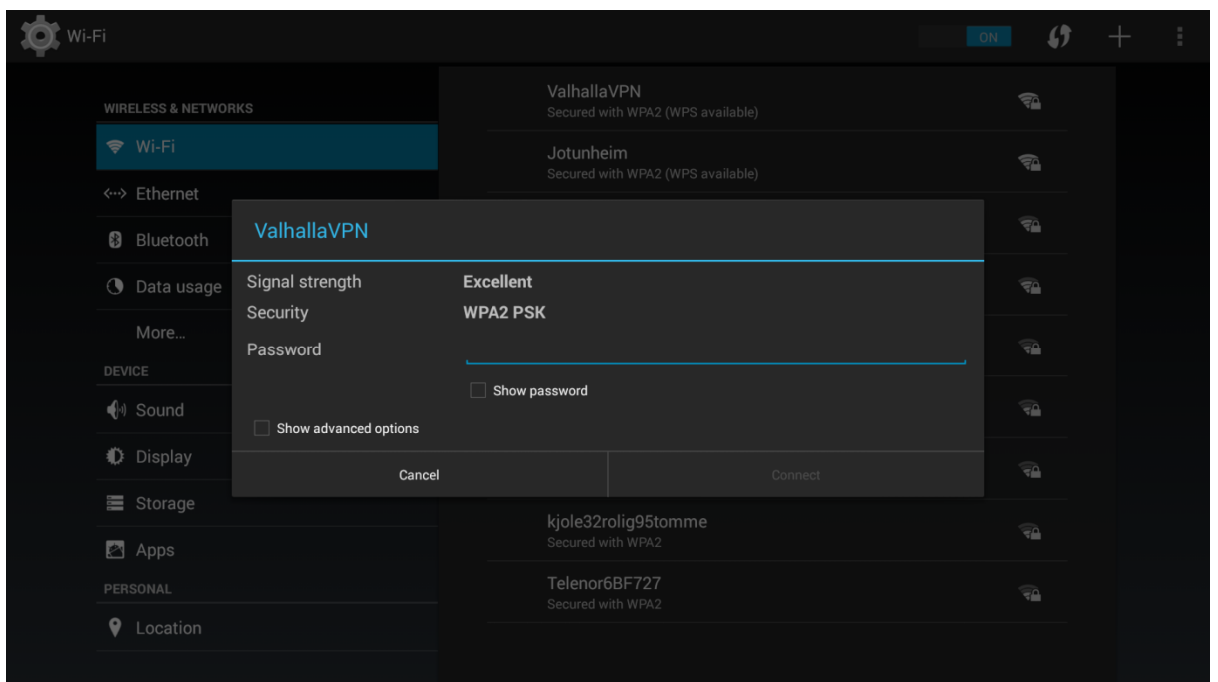 Wi-Fi
ON
WIRELESS & NETWORKS
Wi-Fi
Ethernet
Bluetooth
Data usage
More...
DEVICE
Sound
Display
Storage
Apps
PERSONAL
Location
ValhallaVPN
Secured with WPA2 (WPS available)
Jotunheim
Secured with WPA2 (WPS available)
ValhallaVPN
Signal strength Excellent
Security WPA2 PSK
Password
Show password
Show advanced options
Cancel Connect
kjole32rolig95tomme
Secured with WPA2
Telenor6BF727
Secured with WPA2